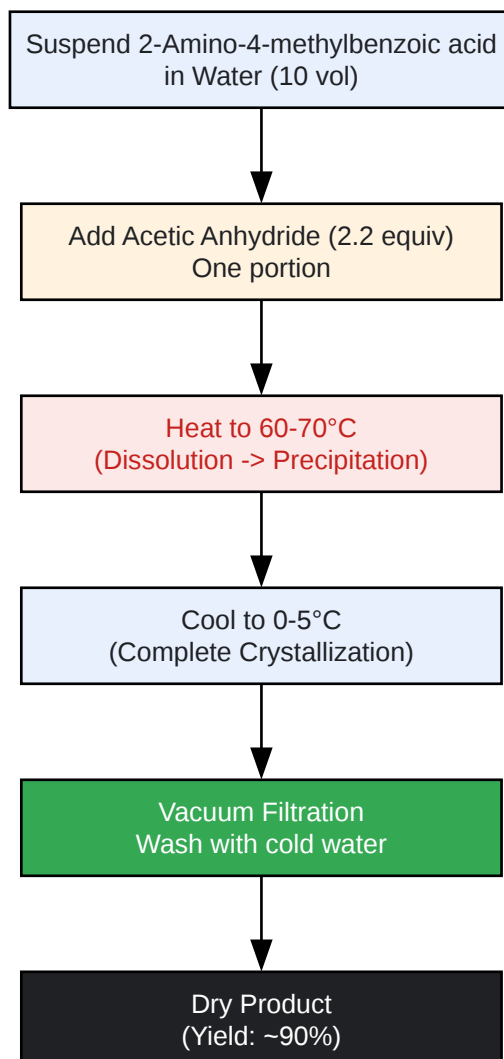 Suspend 2-Amino-4-methylbenzoic acid
in Water (10 vol)
Add Acetic Anhydride (2.2 equiv)
One portion
Heat to 60-70°C
(Dissolution -> Precipitation)
Cool to 0-5°C
(Complete Crystallization)
Vacuum Filtration
Wash with cold water
Dry Product
(Yield: ~90%)